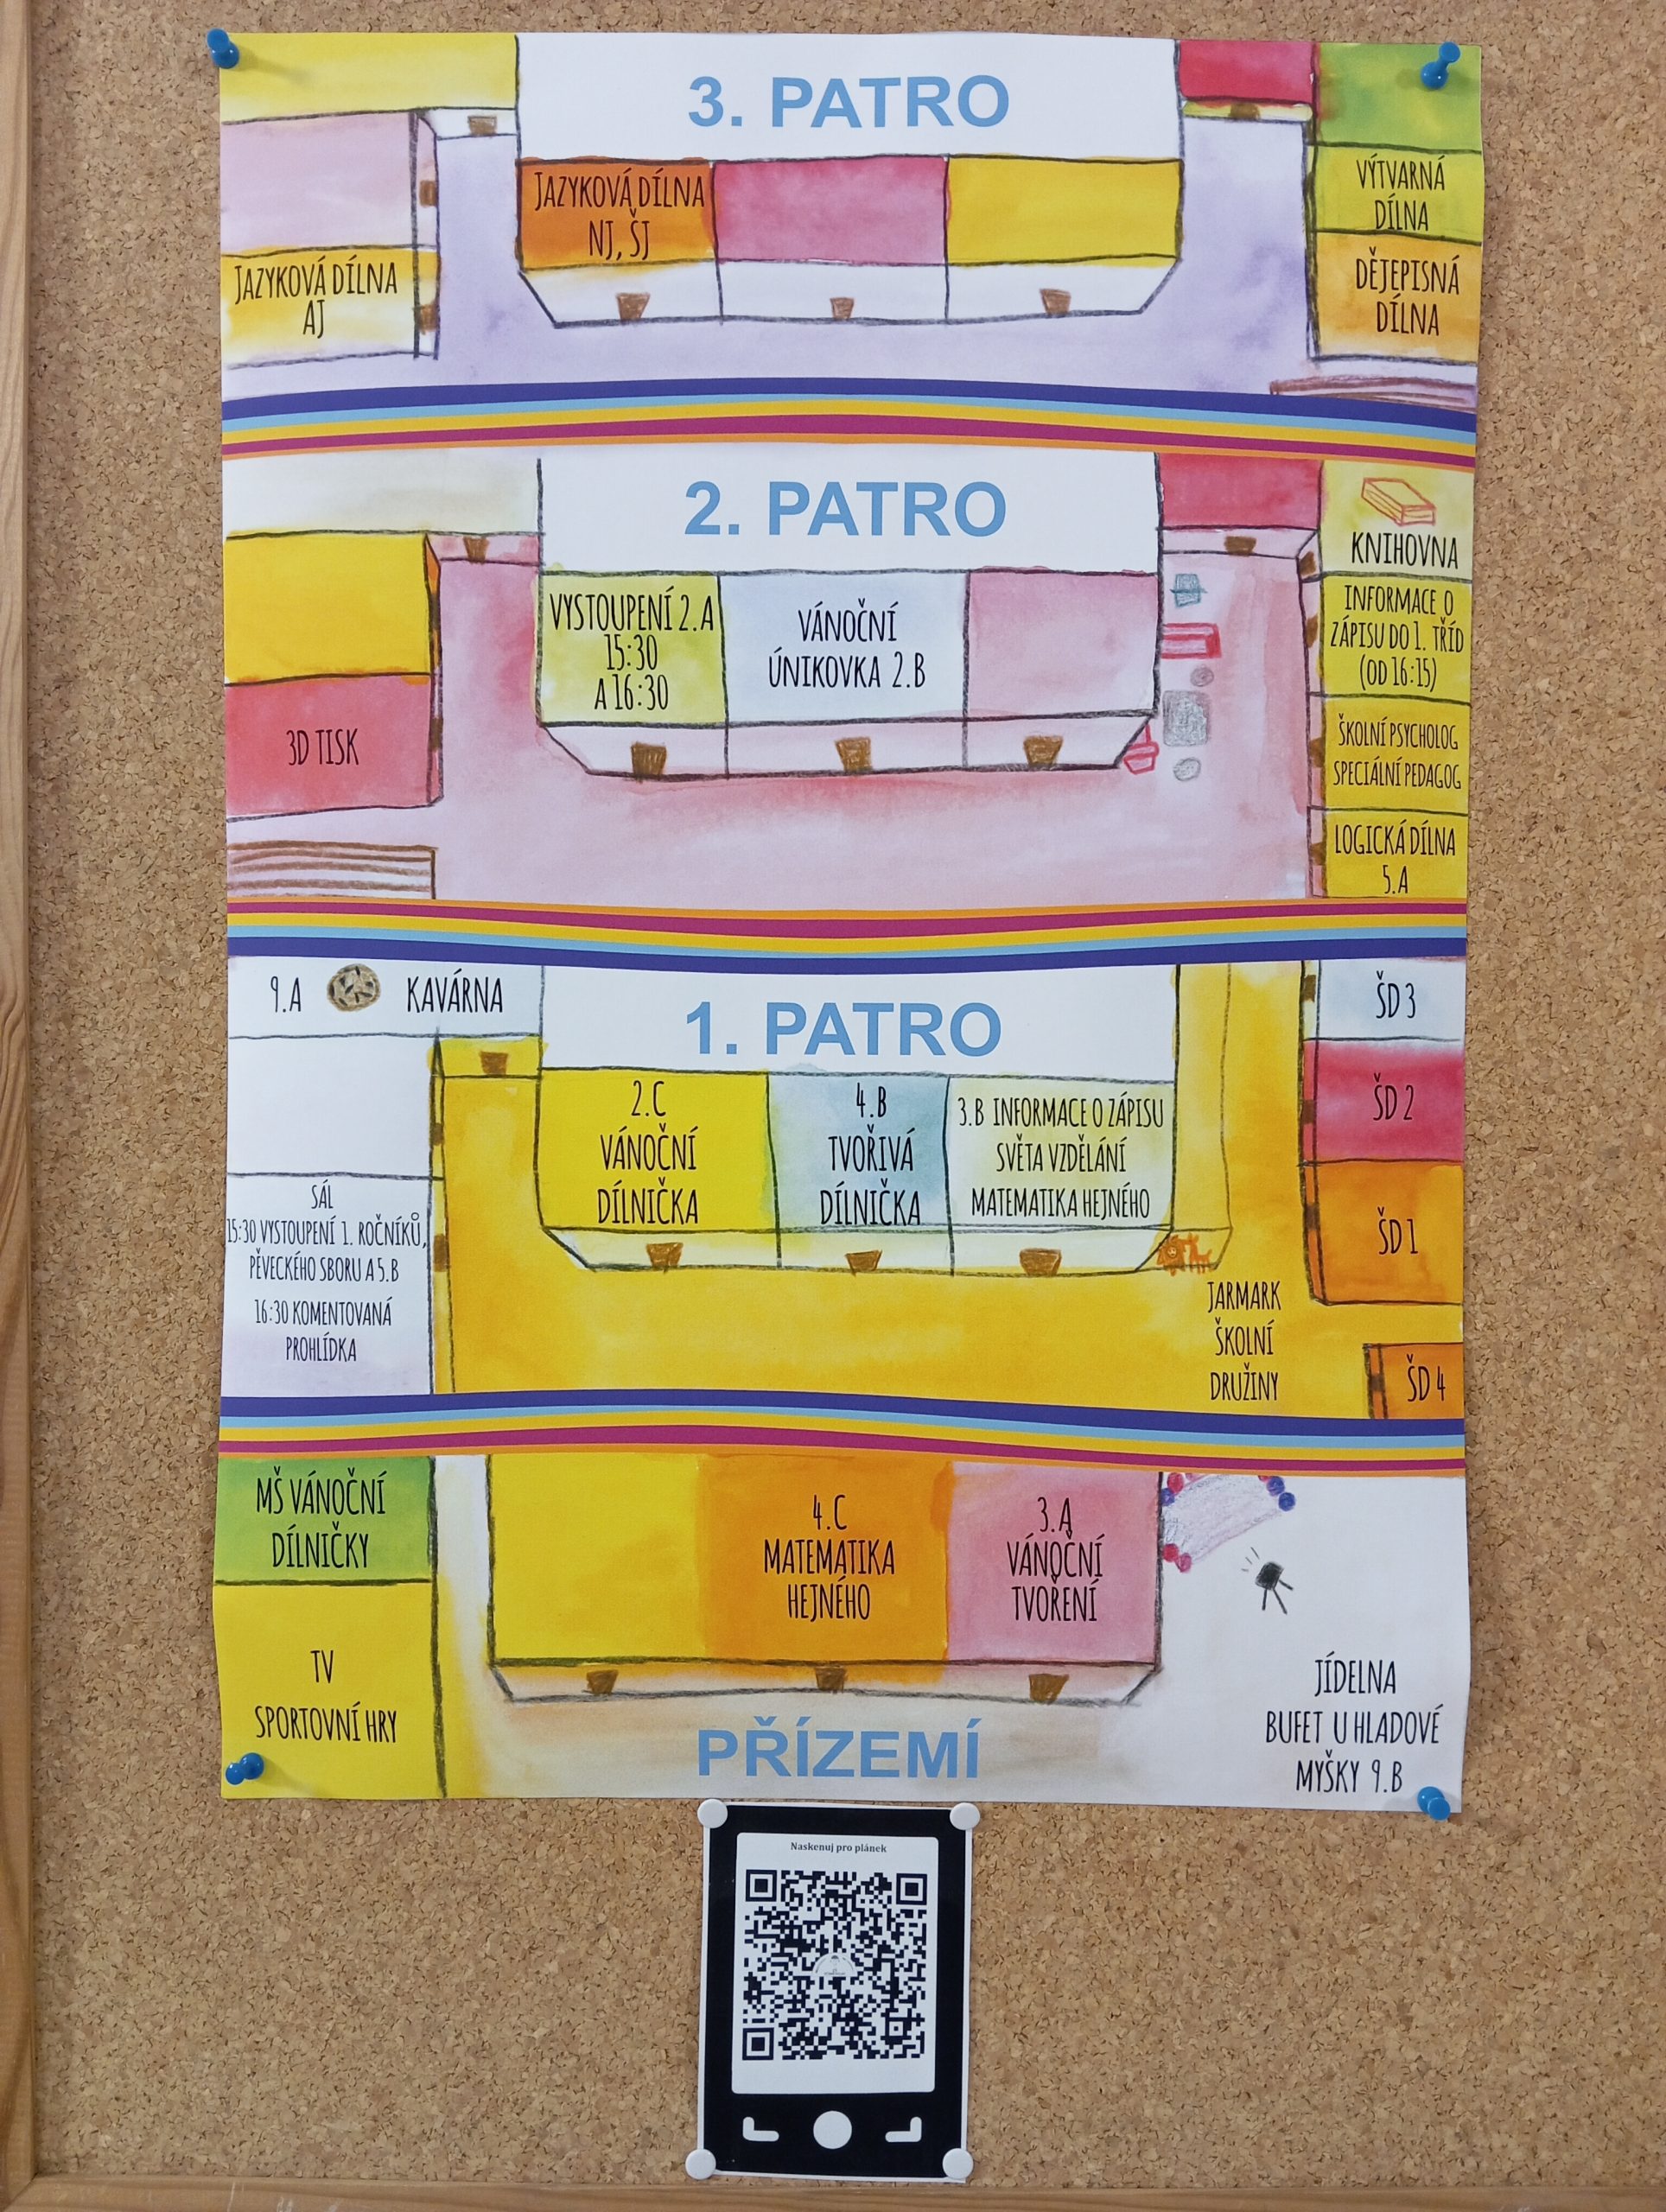 3. PATRO
JAZYKOVÁ DÍLNA
NJ, ŠJ
JAZYKOVÁ DÍLNA
AJ
VÝTVARNÁ
DÍLNA
DĚJEPISNÁ
DÍLNA
2. PATRO
VYSTOUPENÍ 2.A
15:30
A 16:30
VÁNOČNÍ
ÚNIKOVKA 2.B
3D TISK
KNIHOVNA
INFORMACE O
ZÁPISU DO 1. TŘÍD
(OD 16:15)
ŠKOLNÍ PSYCHOLOG
SPECIÁLNÍ PEDAGOG
LOGICKÁ DÍLNA
5.A
9.A KAVÁRNA
1. PATRO
2.C
VÁNOČNÍ
DÍLNIČKA
4.B
TVOŘIVÁ
DÍLNIČKA
3.B INFORMACE O ZÁPISU
SVĚTA VZDĚLÁNÍ
MATEMATIKA HEJNÉHO
SÁL
15:30 VYSTOUPENÍ 1. ROČNÍKŮ,
PĚVECKÉHO SBORU A 5.B
16:30 KOMENTOVANÁ
PROHLÍDKA
ŠD 3
ŠD 2
ŠD 1
JARMARK
ŠKOLNÍ
DRUŽINY
ŠD 4
MŠ VÁNOČNÍ
DÍLNIČKY
TV
SPORTOVNÍ HRY
4.C
MATEMATIKA
HEJNÉHO
3.A
VÁNOČNÍ
TVOŘENÍ
JÍDELNA
BUFET U HLADOVÉ
MYŠKY 9.B
PŘÍZEMÍ
Naskenuj pro plánek